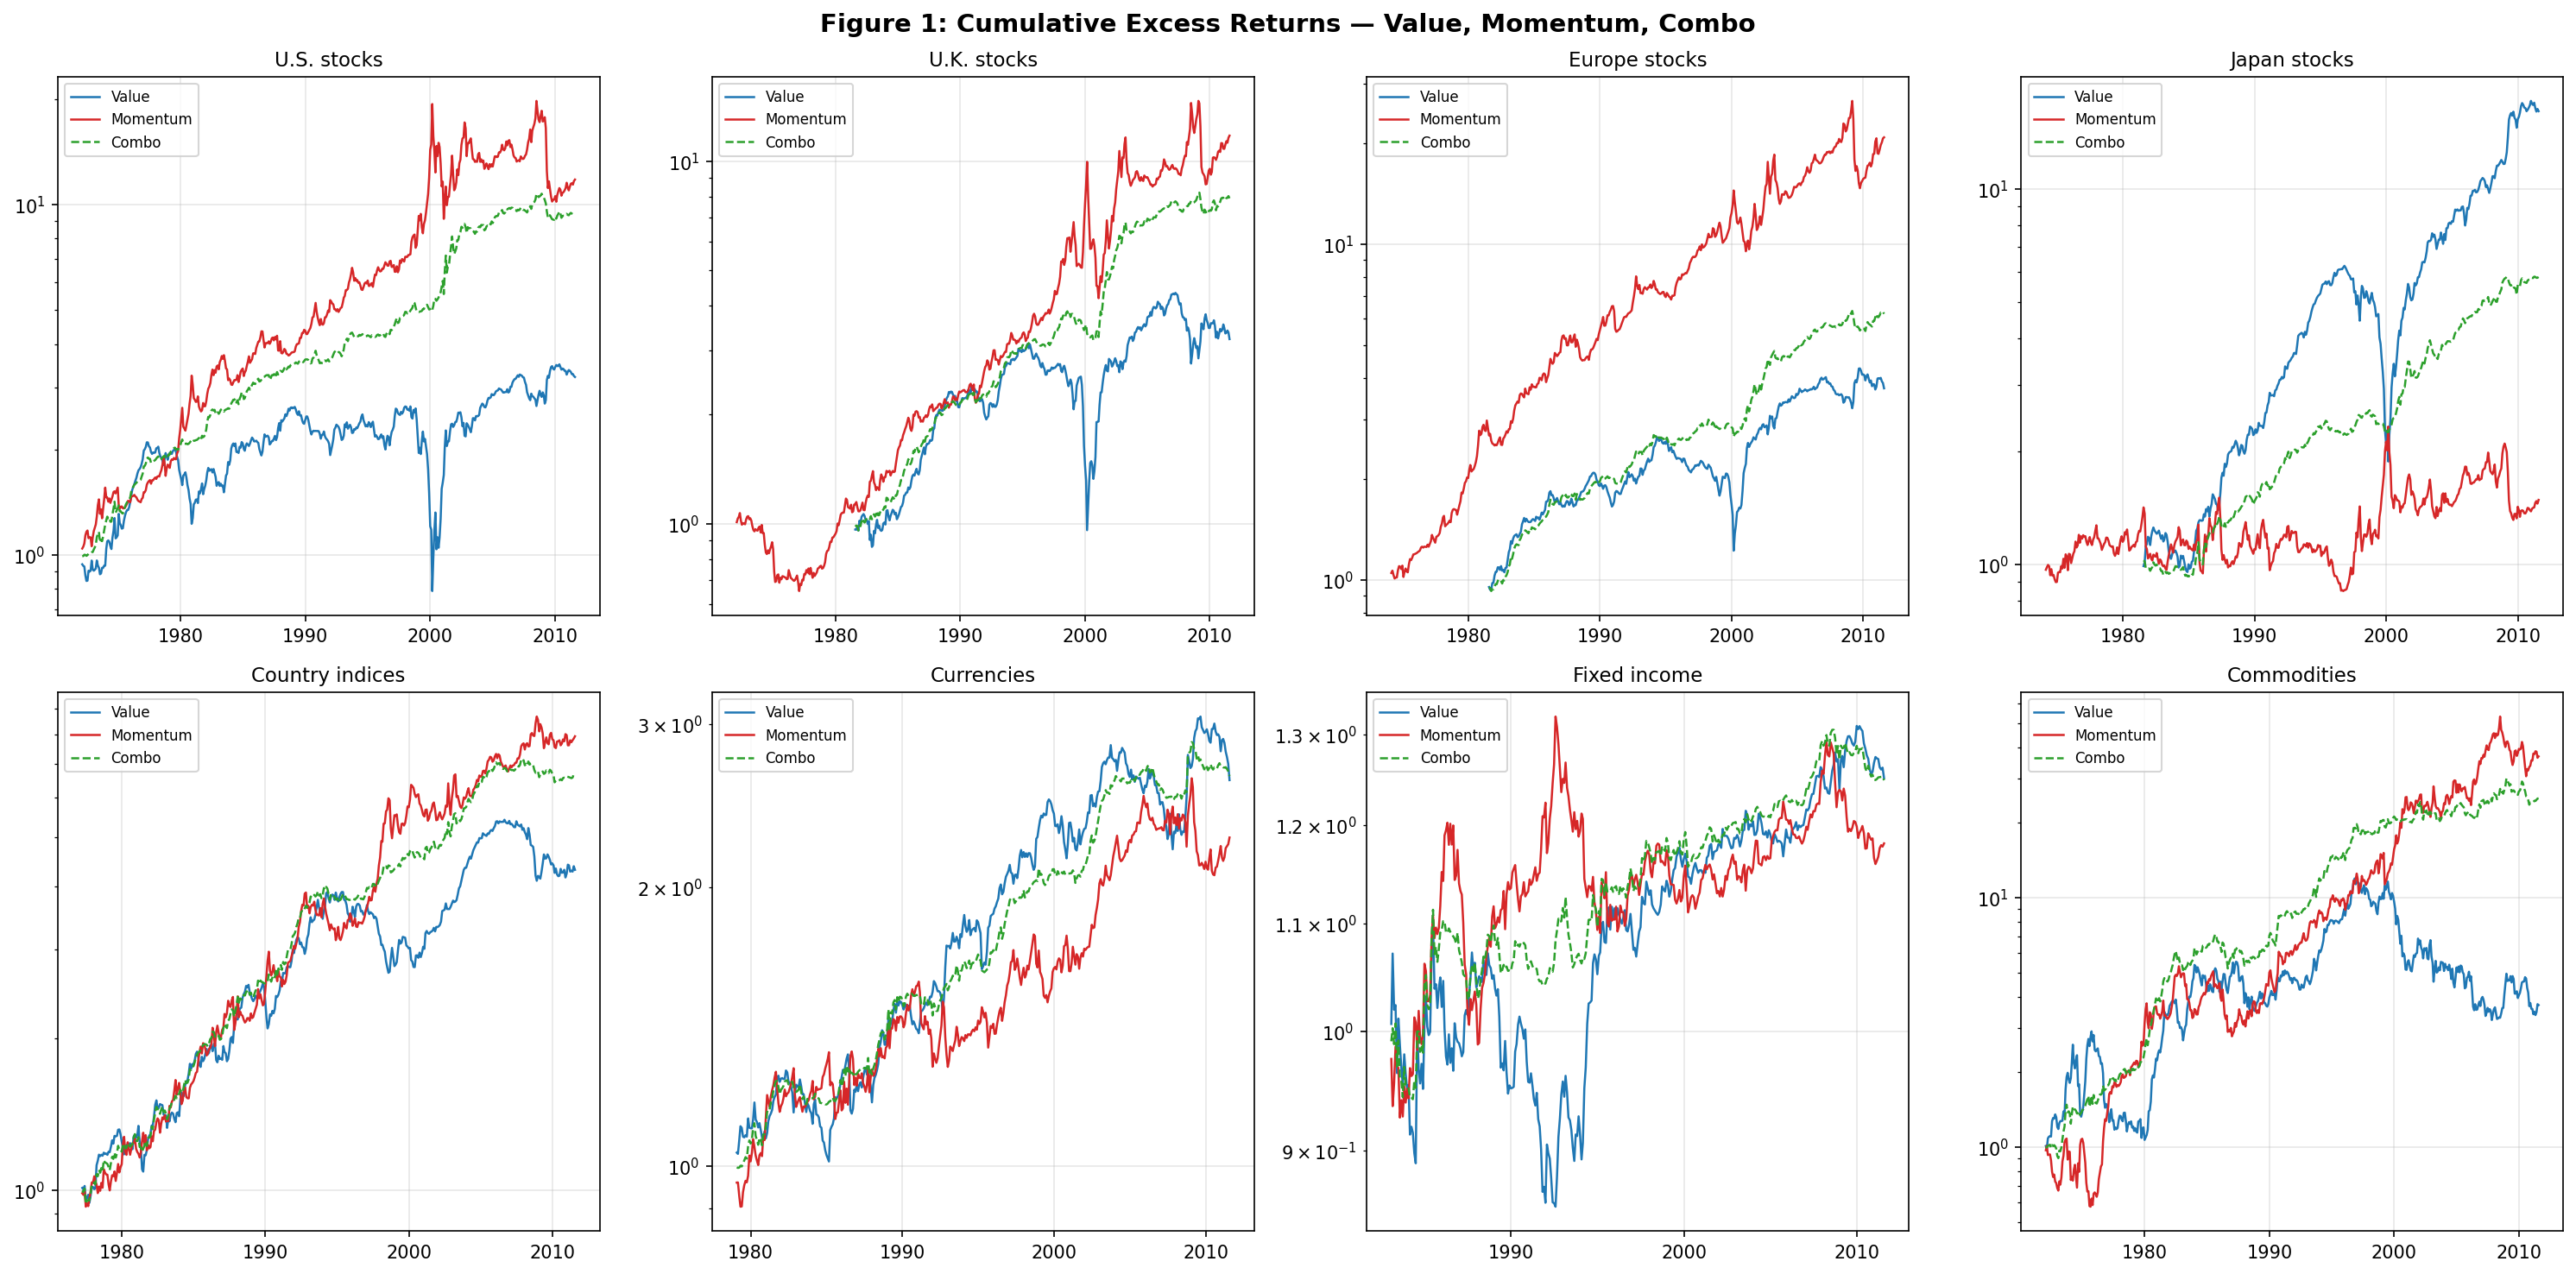 Figure 1: Cumulative Excess Returns — Value, Momentum, Combo
U.S. stocks
Value
Momentum
Combo
10¹
10⁰
1980 1990 2000 2010
U.K. stocks
Value
Momentum
Combo
10¹
10⁰
1980 1990 2000 2010
Europe stocks
Value
Momentum
Combo
10¹
10⁰
1980 1990 2000 2010
Japan stocks
Value
Momentum
Combo
10¹
10⁰
1980 1990 2000 2010
Country indices
Value
Momentum
Combo
10⁰
1980 1990 2000 2010
Currencies
Value
Momentum
Combo
3 × 10⁰
2 × 10⁰
10⁰
1980 1990 2000 2010
Fixed income
Value
Momentum
Combo
1.3 × 10⁰
1.2 × 10⁰
1.1 × 10⁰
10⁰
9 × 10⁻¹
1990 2000 2010
Commodities
Value
Momentum
Combo
10¹
10⁰
1980 1990 2000 2010